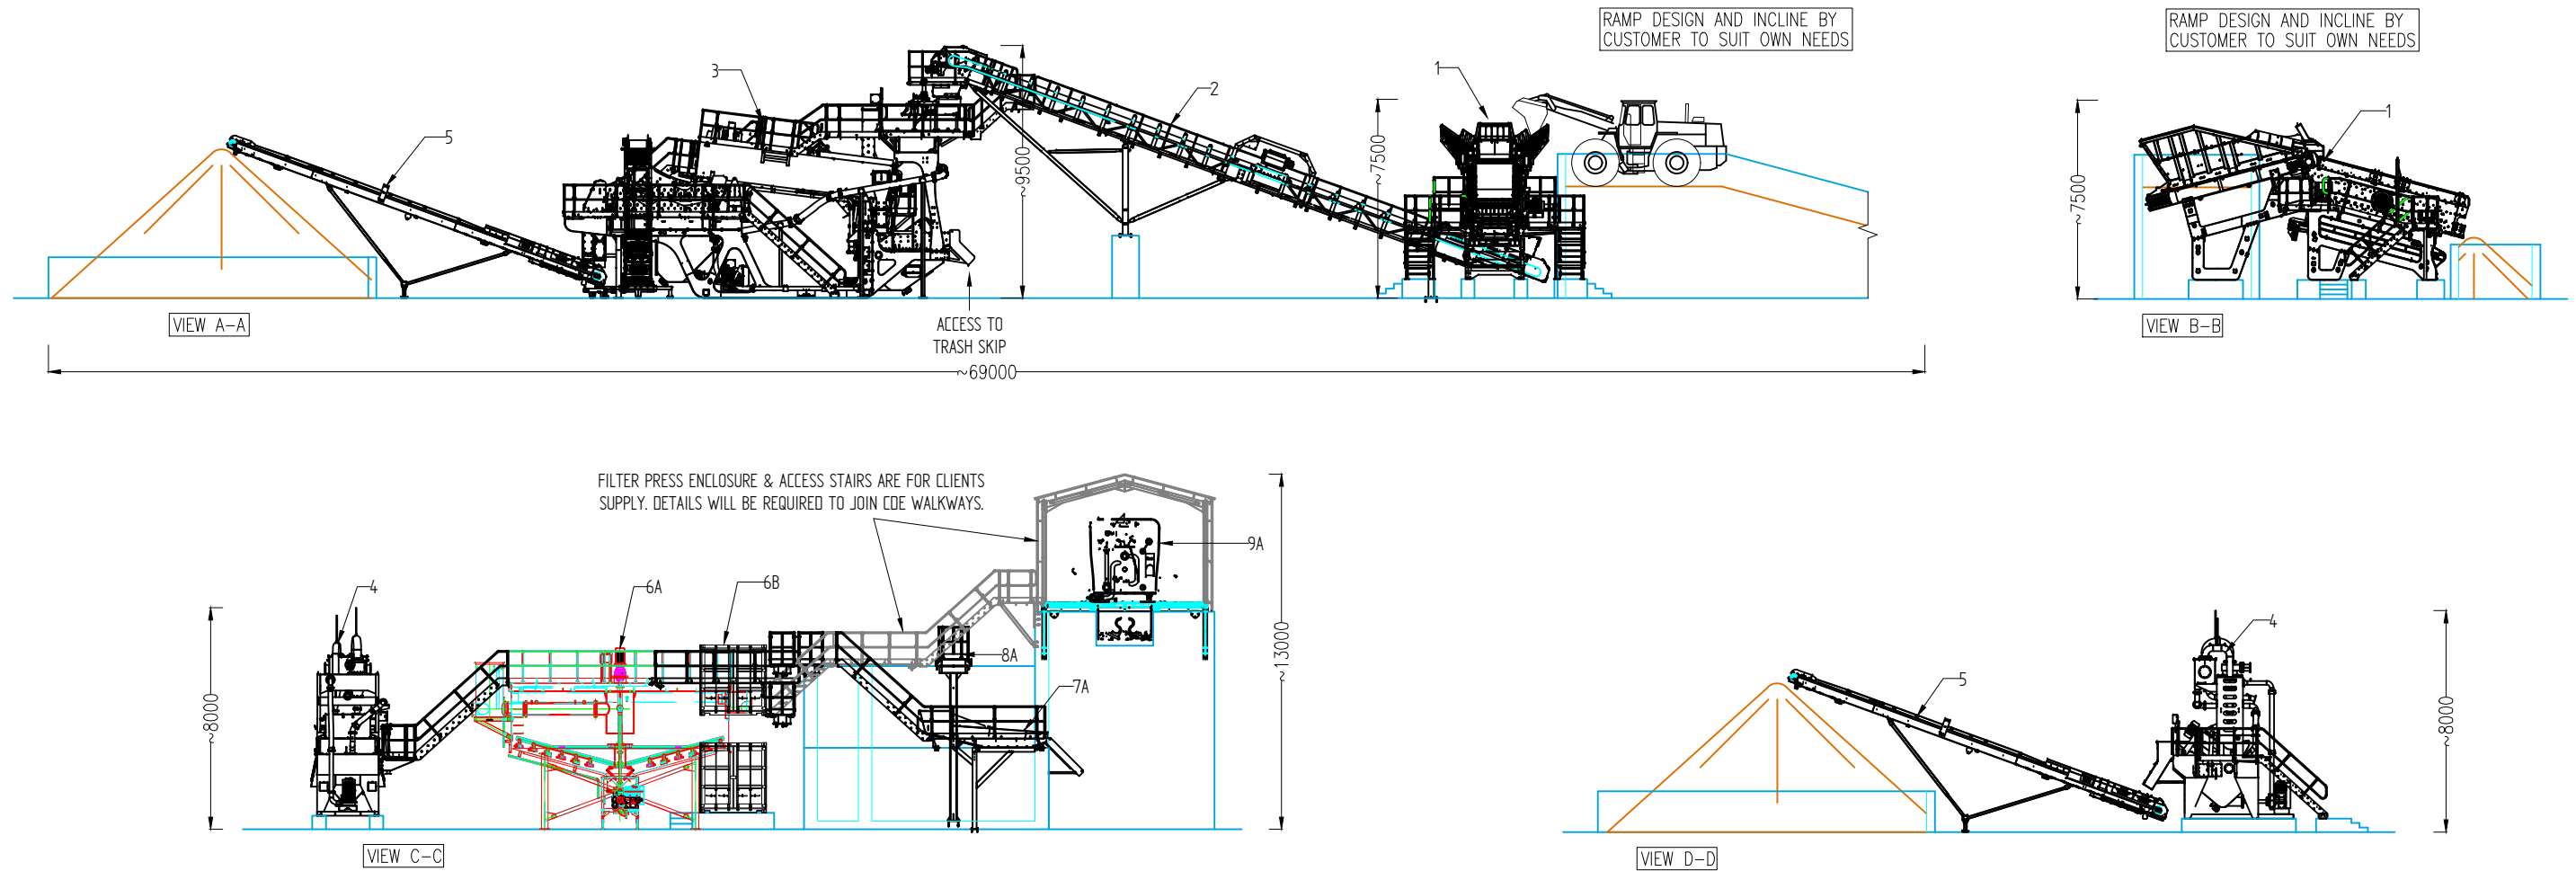 RAMP DESIGN AND INCLINE BY
CUSTOMER TO SUIT OWN NEEDS
RAMP DESIGN AND INCLINE BY
CUSTOMER TO SUIT OWN NEEDS
3
2
1
5
1
~9500
~7500
~7500
VIEW A-A
ACCESS TO
TRASH SKIP
VIEW B-B
~69000
FILTER PRESS ENCLOSURE & ACCESS STAIRS ARE FOR CLIENTS
SUPPLY. DETAILS WILL BE REQUIRED TO JOIN CDE WALKWAYS.
9A
4
6A
6B
8A
7A
~8000
~13000
4
5
~8000
VIEW C-C
VIEW D-D